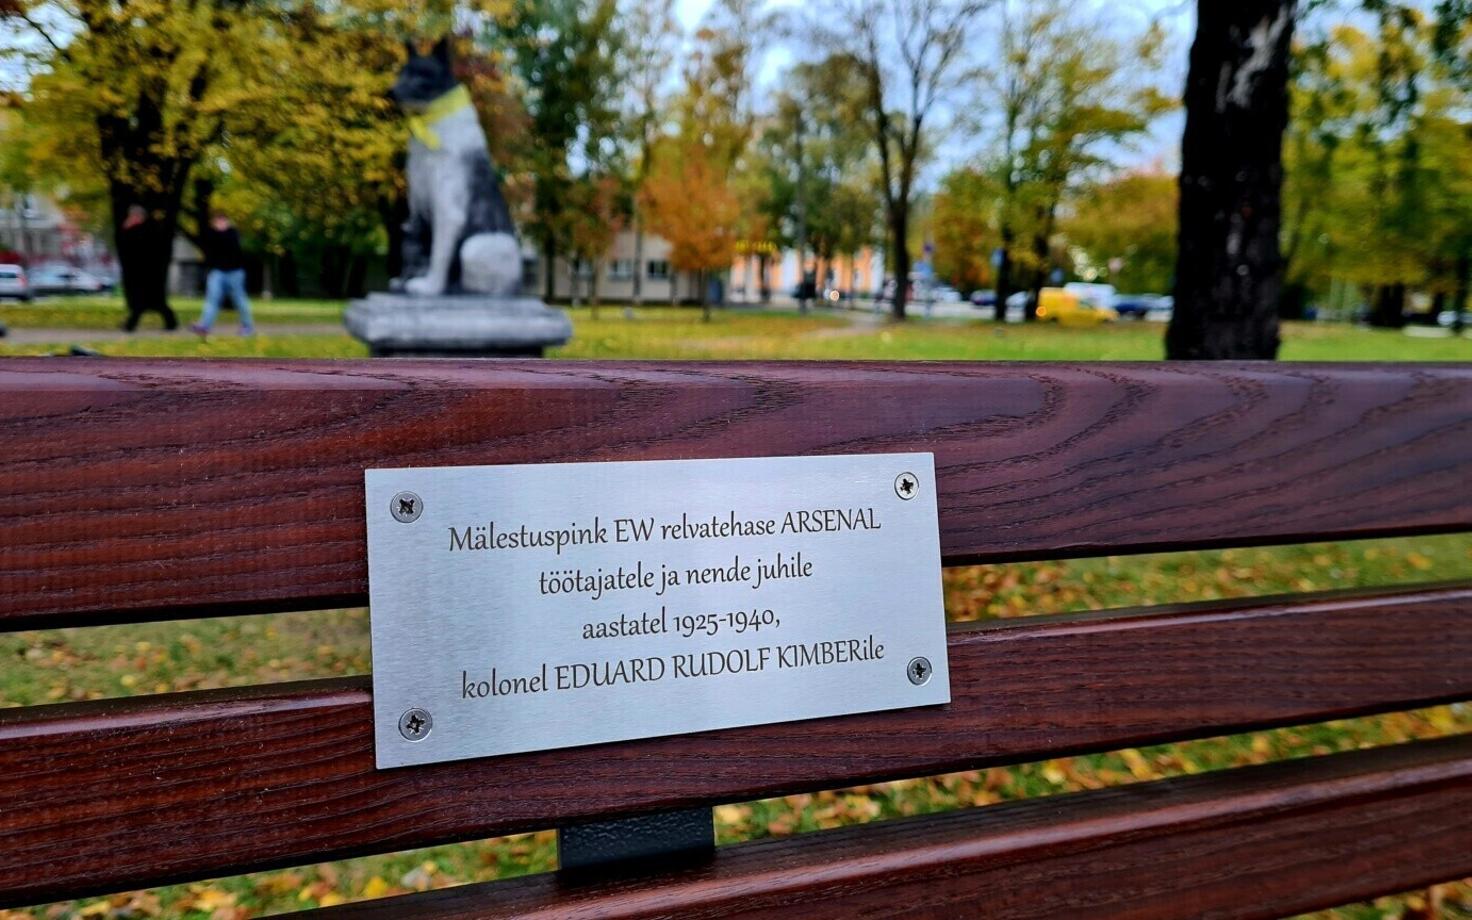 Mälestuspink EW relvatehase ARSENAL
töötajatele ja nende juhile
aastatel 1925-1940,
kolonel EDUARD RUDOLF KIMBERile